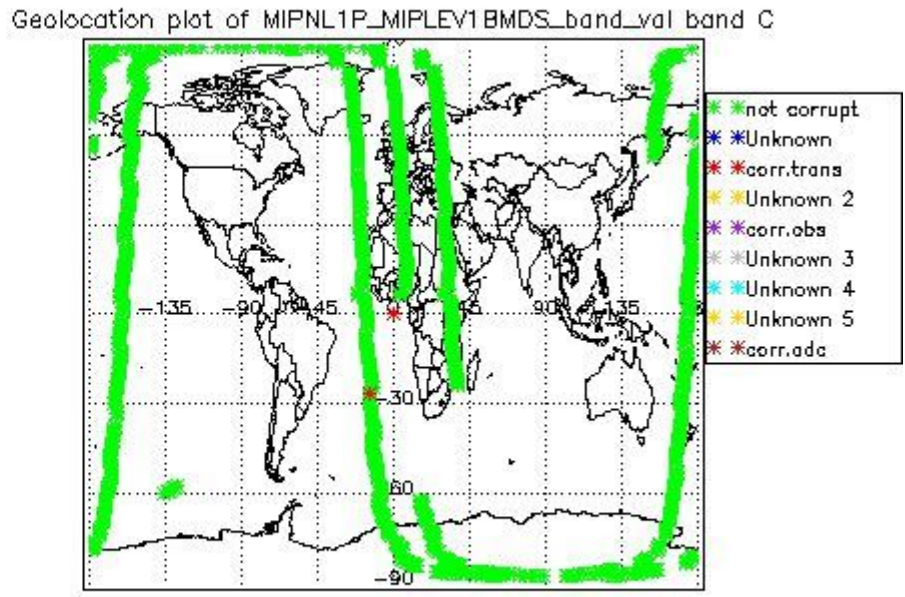 Geolocation plot of MIPNL1P_MIPLEV1BMDS_band_val band C
not corrupt
Unknown
corr.trans
Unknown 2
corr.obs
Unknown 3
Unknown 4
Unknown 5
corr.adc
-135 -90 -45 45 90 135
-30
-60
-90